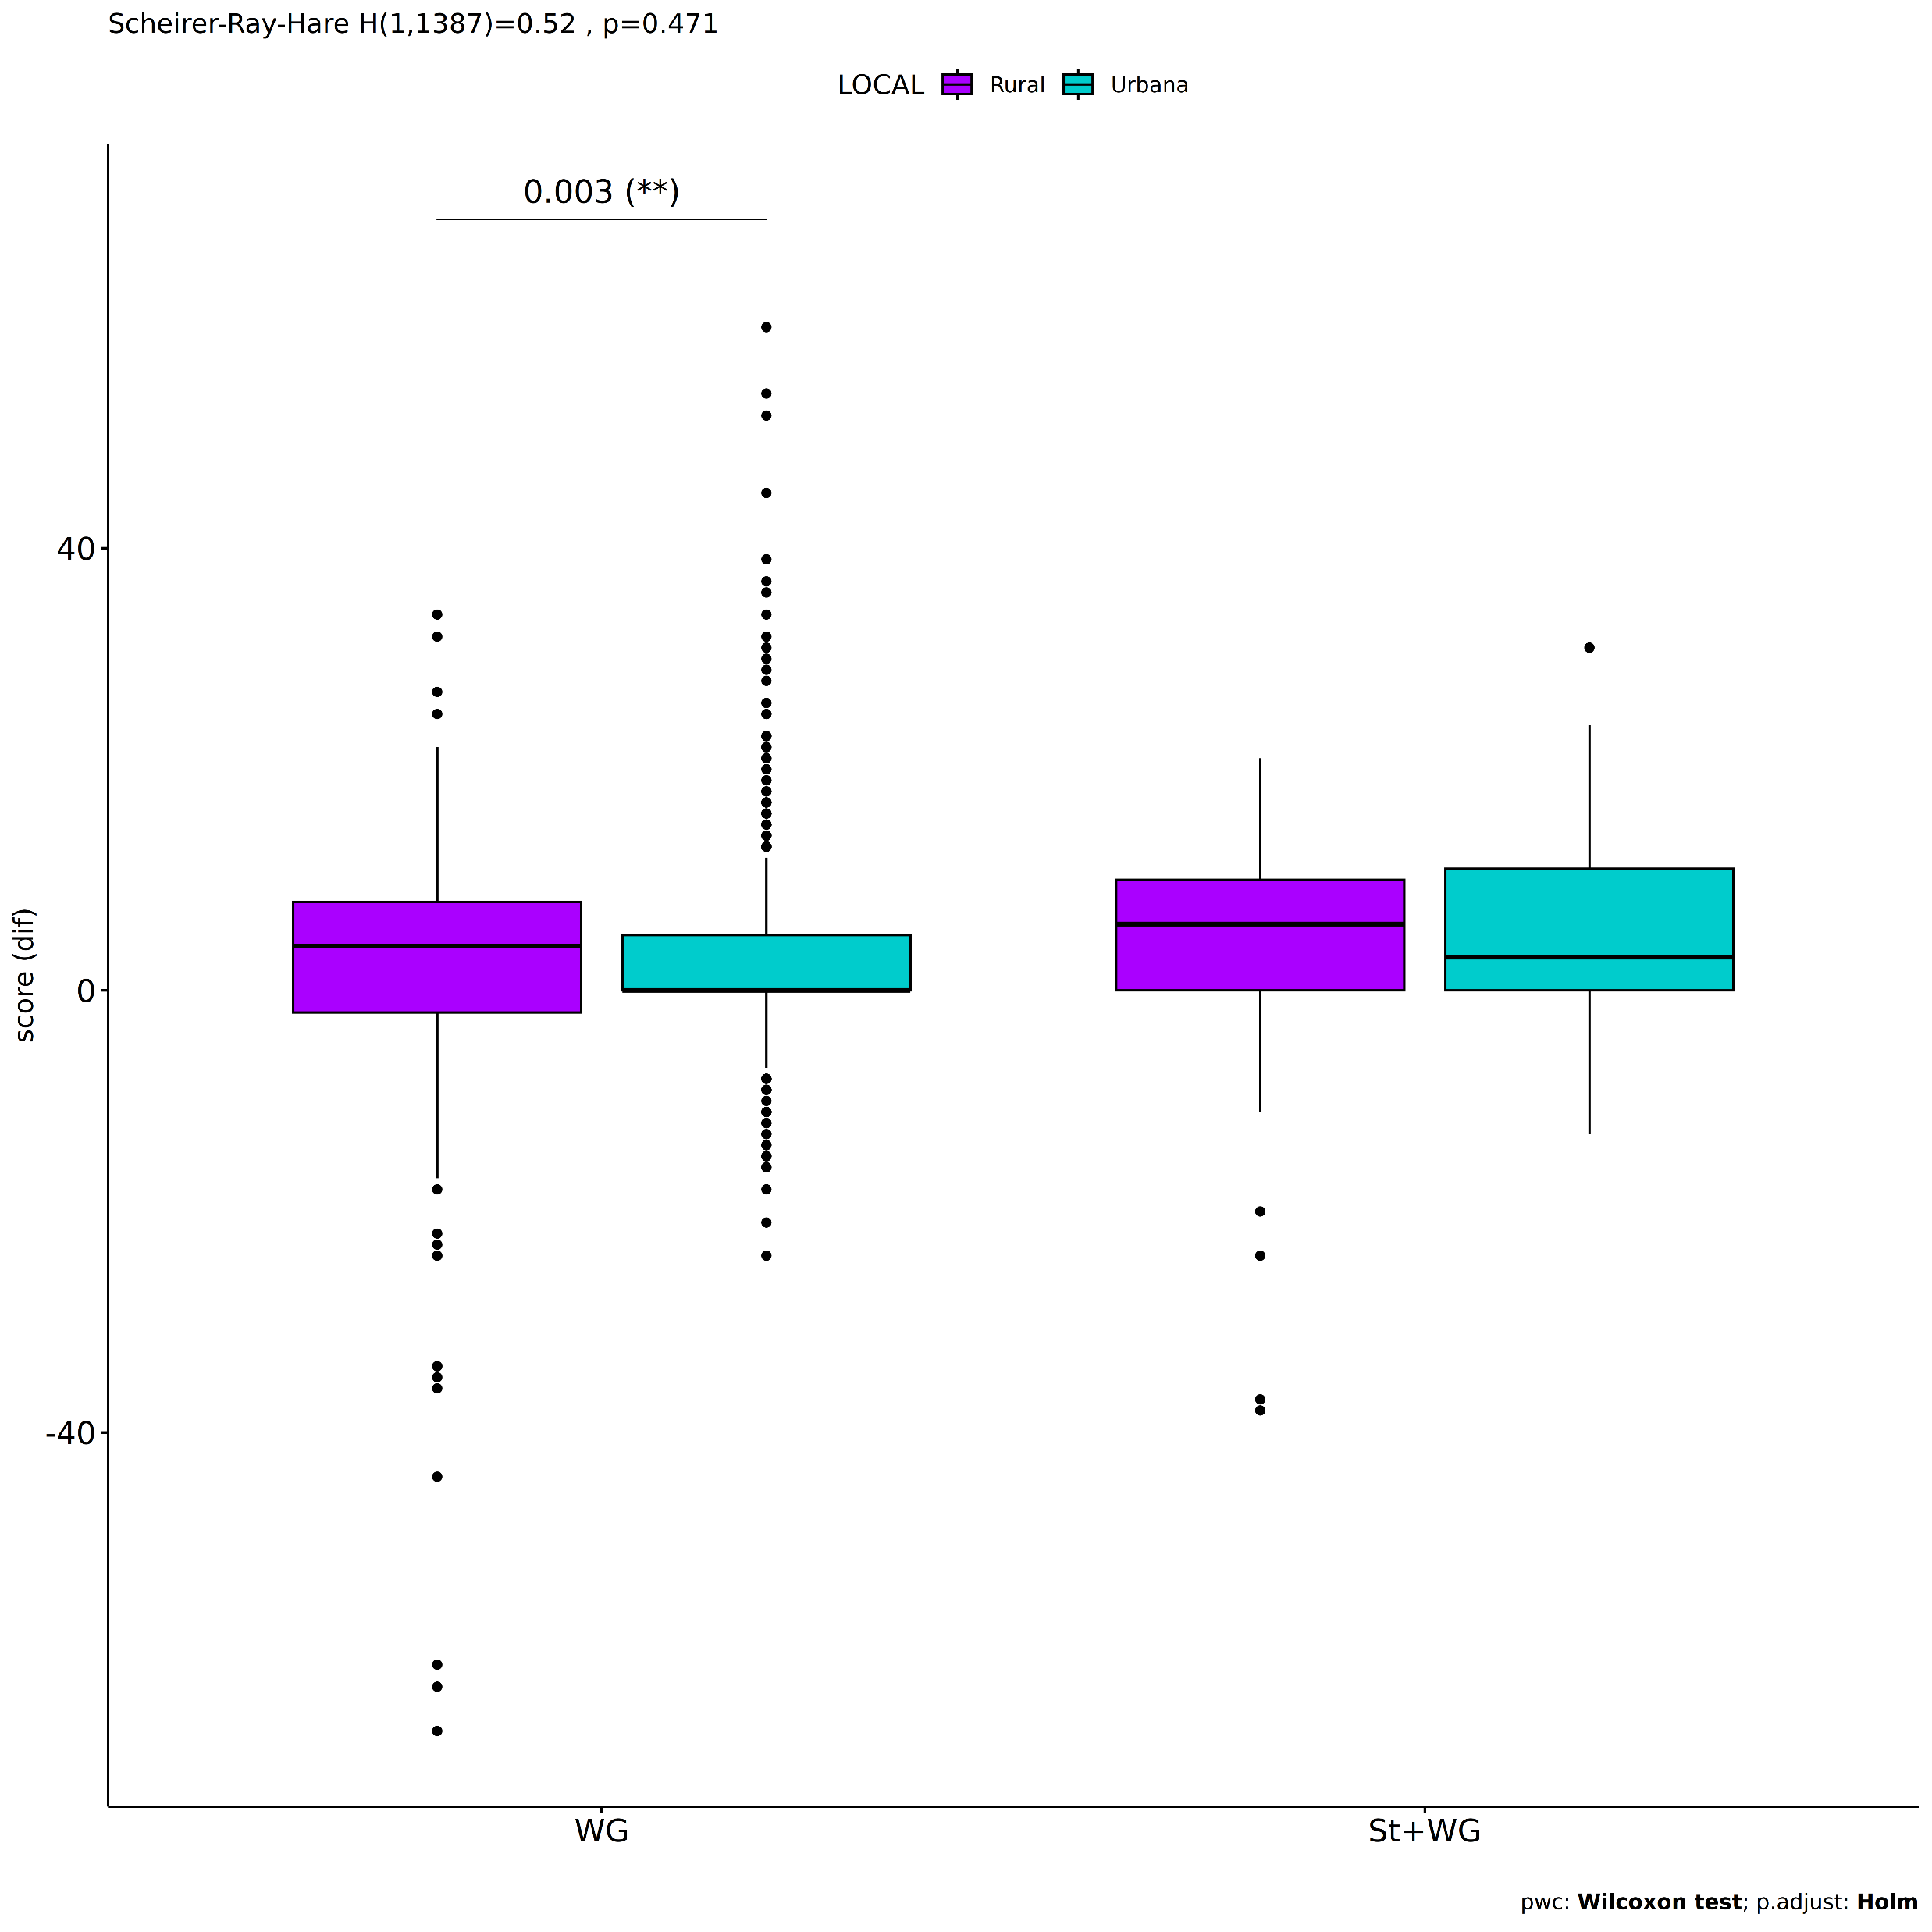 Scheirer-Ray-Hare H(1,1387)=0.52 , p=0.471
LOCAL Rural Urbana
0.003 (**)
40
0
-40
score (dif)
WG St+WG
pwc: Wilcoxon test; p.adjust: Holm